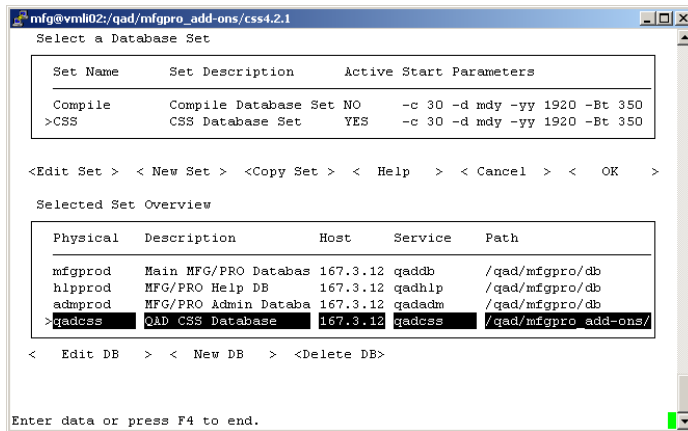 mfg@vmli02:/qad/mfgpro_add-ons/css4.2.1
Select a Database Set
Set Name Set Description Active Start Parameters
Compile Compile Database Set NO -c 30 -d mdy -yy 1920 -Bt 350
>CSS CSS Database Set YES -c 30 -d mdy -yy 1920 -Bt 350
<Edit Set > < New Set > <Copy Set > < Help > < Cancel > < OK >
Selected Set Overview
Physical Description Host Service Path
mfgprod Main MFG/PRO Databas 167.3.12 qaddb /qad/mfgpro/db
hlpprod MFG/PRO Help DB 167.3.12 qadhlp /qad/mfgpro/db
admprod MFG/PRO Admin Databa 167.3.12 qadadm /qad/mfgpro/db
>qadcss QAD CSS Database 167.3.12 qadcss /qad/mfgpro_add-ons/
< Edit DB > < New DB > <Delete DB>
Enter data or press F4 to end.